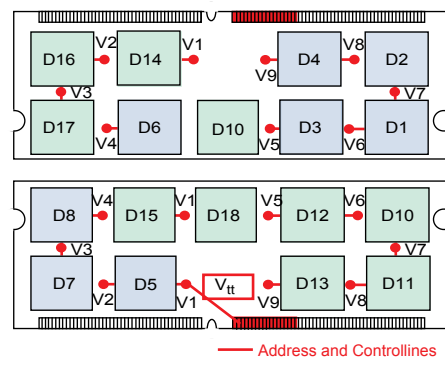 V2 V1 V8
D16 D14 D4 D2
V9
V3 V7
D17 D6 D10 D3 D1
V4 V5 V6
V4 V1 V5 V6
D8 D15 D18 D12 D10
V3 V7
D7 D5 Vtt D13 D11
V2 V1 V9 V8
Address and Controllines